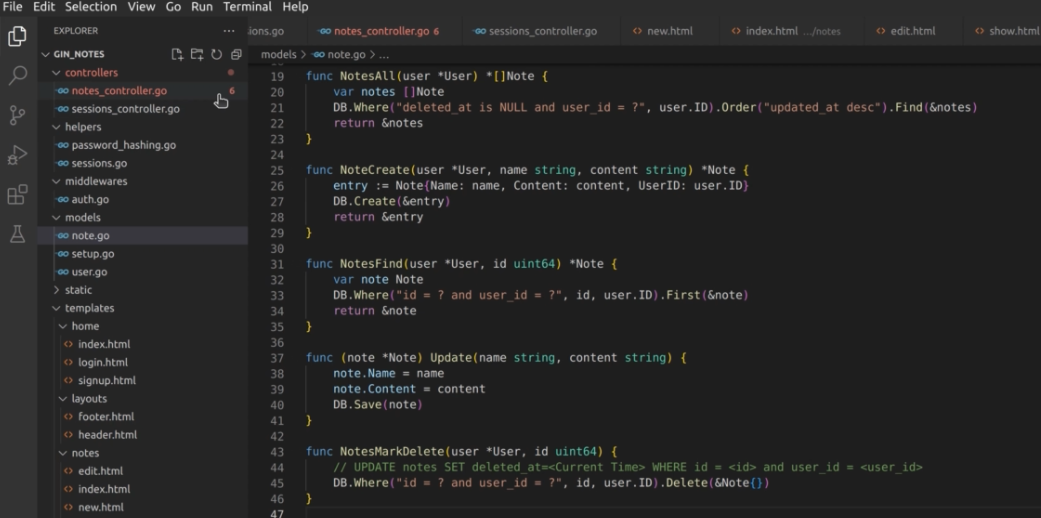 File Edit Selection View Go Run Terminal Help
EXPLORER
GIN_NOTES
controllers
notes_controller.go 6
sessions_controller.go
helpers
password_hashing.go
sessions.go
middlewares
auth.go
models
note.go
setup.go
user.go
static
templates
home
index.html
login.html
signup.html
layouts
footer.html
header.html
notes
edit.html
index.html
new.html
ions.go notes_controller.go 6 sessions_controller.go new.html index.html .../notes edit.html show.html
models > note.go > ...
19 func NotesAll(user *User) *[]Note {
20 var notes []Note
21 DB.Where("deleted_at is NULL and user_id = ?", user.ID).Order("updated_at desc").Find(&notes)
22 return &notes
23 }
24
25 func NoteCreate(user *User, name string, content string) *Note {
26 entry := Note{Name: name, Content: content, UserID: user.ID}
27 DB.Create(&entry)
28 return &entry
29 }
30
31 func NotesFind(user *User, id uint64) *Note {
32 var note Note
33 DB.Where("id = ? and user_id = ?", id, user.ID).First(&note)
34 return &note
35 }
36
37 func (note *Note) Update(name string, content string) {
38 note.Name = name
39 note.Content = content
40 DB.Save(note)
41 }
42
43 func NotesMarkDelete(user *User, id uint64) {
44 // UPDATE notes SET deleted_at=<Current Time> WHERE id = <id> and user_id = <user_id>
45 DB.Where("id = ? and user_id = ?", id, user.ID).Delete(&Note{})
46 }
47